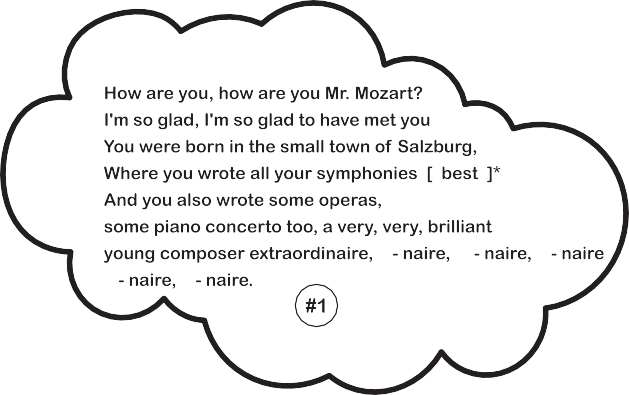 How are you, how are you Mr. Mozart?
I'm so glad, I'm so glad to have met you
You were born in the small town of Salzburg,
Where you wrote all your symphonies [ best ]*
And you also wrote some operas,
some piano concerto too, a very, very, brilliant
young composer extraordinaire, - naire, - naire, - naire
- naire, - naire.
#1